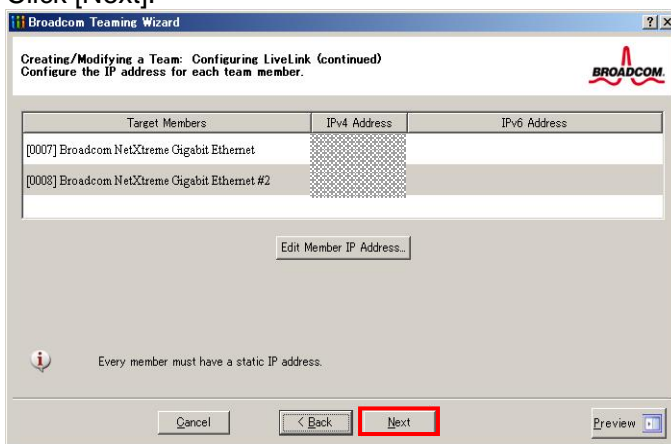 Click [Next].
Broadcom Teaming Wizard
Creating/Modifying a Team: Configuring LiveLink (continued)
Configure the IP address for each team member.
BROADCOM.
Target Members IPv4 Address IPv6 Address
[0007] Broadcom NetXtreme Gigabit Ethernet
[0008] Broadcom NetXtreme Gigabit Ethernet #2
Edit Member IP Address...
Every member must have a static IP address.
Cancel < Back Next Preview